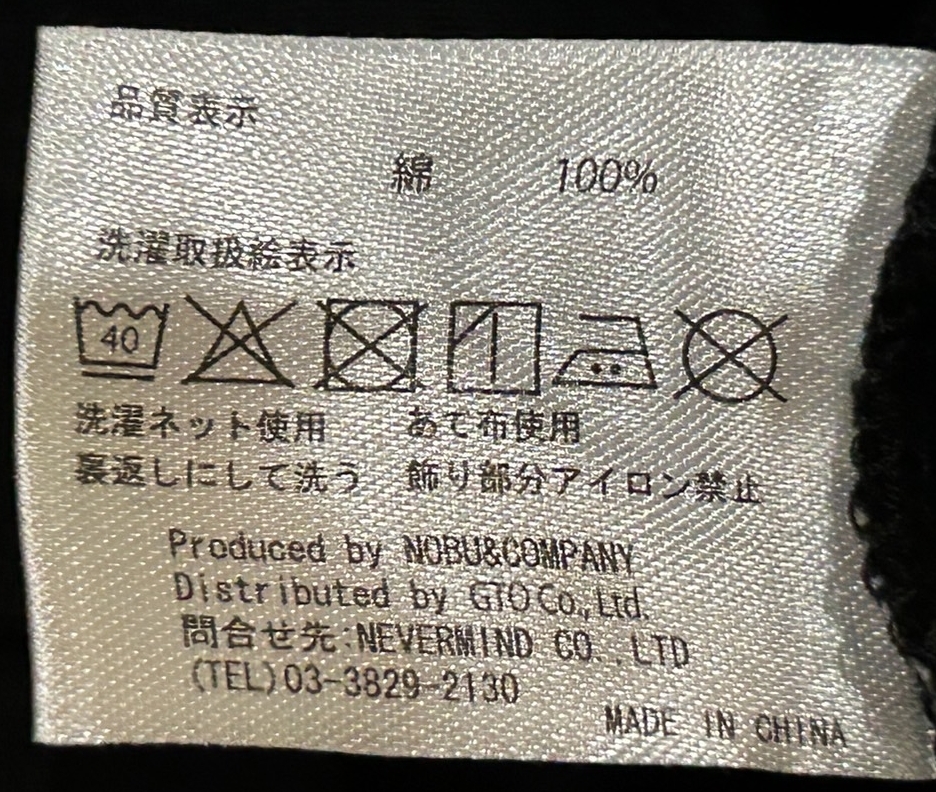 品質表示
綿 100%
洗濯取扱絵表示
40
洗濯ネット使用 あて布使用
裏返しにして洗う 飾り部分アイロン禁止
Produced by NOBU&COMPANY
Distributed by GTO Co.,Ltd.
問合せ先:NEVERMIND CO.,LTD
(TEL)03-3829-2130
MADE IN CHINA